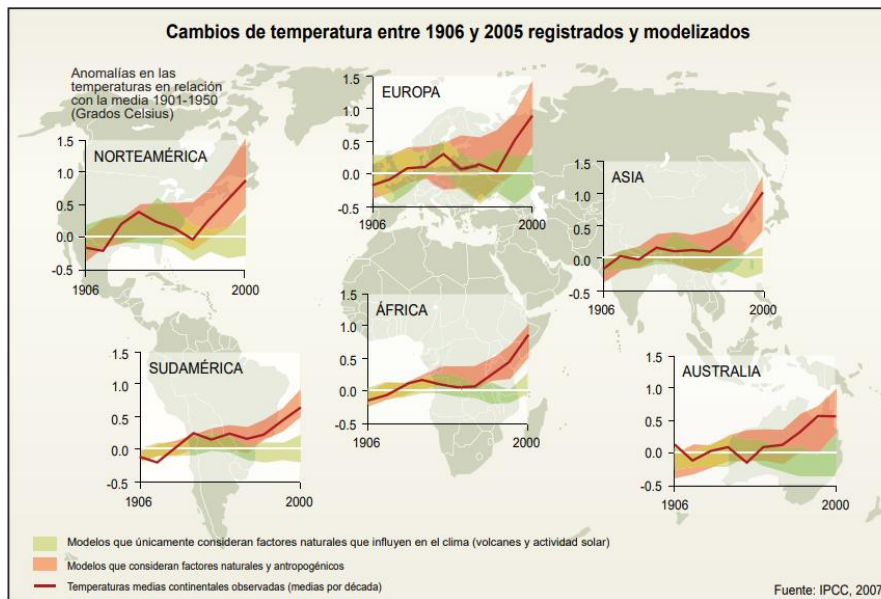 Cambios de temperatura entre 1906 y 2005 registrados y modelizados
Anomalías en las
temperaturas en relación
con la media 1901-1950
(Grados Celsius)
1.5
1.0
0.5
0.0
-0.5
NORTEAMÉRICA
1906
2000
1.5
1.0
0.5
0.0
-0.5
EUROPA
1906
2000
1.5
1.0
0.5
0.0
-0.5
ASIA
1906
2000
1.5
1.0
0.5
0.0
-0.5
ÁFRICA
1906
2000
1.5
1.0
0.5
0.0
-0.5
SUDAMÉRICA
1906
2000
1.5
1.0
0.5
0.0
-0.5
AUSTRALIA
1906
2000
Modelos que únicamente consideran factores naturales que influyen en el clima (volcanes y actividad solar)
Modelos que consideran factores naturales y antropogénicos
Temperaturas medias continentales observadas (medias por década)
Fuente: IPCC, 2007